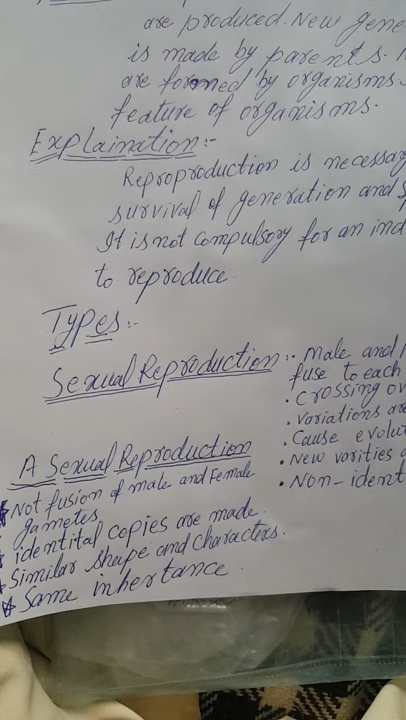 are produced. New gene
is made by parents.
are formed by organisms.
feature of organisms.
Explaination:-
Reproproduction is necessary
survival of generation and
It is not compulsory for an ind
to reproduce.
Types:-
Sexual Reproduction:- • Male and
fuse to each
• Crossing ov
• Variations are
• Cause evolu
• New varities
• Non-ident
A Sexual Reproduction
Not fusion of male and Female
gametes
identital copies are made.
Similar shape and characters.
Same inhertance.